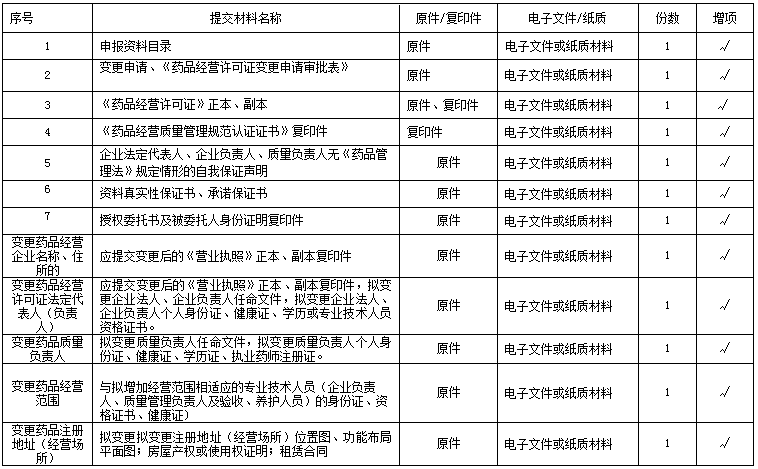 序号 提交材料名称 原件/复印件 电子文件/纸质 份数 增项
1 申报资料目录 原件 电子文件或纸质材料 1 √
2 变更申请、《药品经营许可证变更申请审批表》 原件 电子文件或纸质材料 1 √
3 《药品经营许可证》正本、副本 原件、复印件 电子文件或纸质材料 1 √
4 《药品经营质量管理规范认证证书》复印件 复印件 电子文件或纸质材料 1 √
5 企业法定代表人、企业负责人、质量负责人无《药品管
理法》规定情形的自我保证声明 原件 电子文件或纸质材料 1 √
6 资料真实性保证书、承诺保证书 原件 电子文件或纸质材料 1 √
7 授权委托书及被委托人身份证明复印件 原件 电子文件或纸质材料 1 √
变更药品经营
企业名称、住
所的 应提交变更后的《营业执照》正本、副本复印件 原件 电子文件或纸质材料 1 √
变更药品经营
许可证法定代
表人（负责
人） 应提交变更后的《营业执照》正本、副本复印件，拟变
更企业法人、企业负责人任命文件，拟变更企业法人、
企业负责人个人身份证、健康证、学历或专业技术人员
资格证书。 原件 电子文件或纸质材料 1 √
变更药品质量
负责人 拟变更质量负责人任命文件，拟变更质量负责人个人身
份证、健康证、学历证、执业药师注册证。 原件 电子文件或纸质材料 1 √
变更药品经营
范围 与拟增加经营范围相适应的专业技术人员（企业负责
人、质量管理负责人及验收、养护人员）的身份证、资
格证书、健康证） 原件 电子文件或纸质材料 1 √
变更药品注册
地址（经营场
所） 拟变更拟变更注册地址（经营场所）位置图、功能布局
平面图；房屋产权或使用权证明；租赁合同 原件 电子文件或纸质材料 1 √